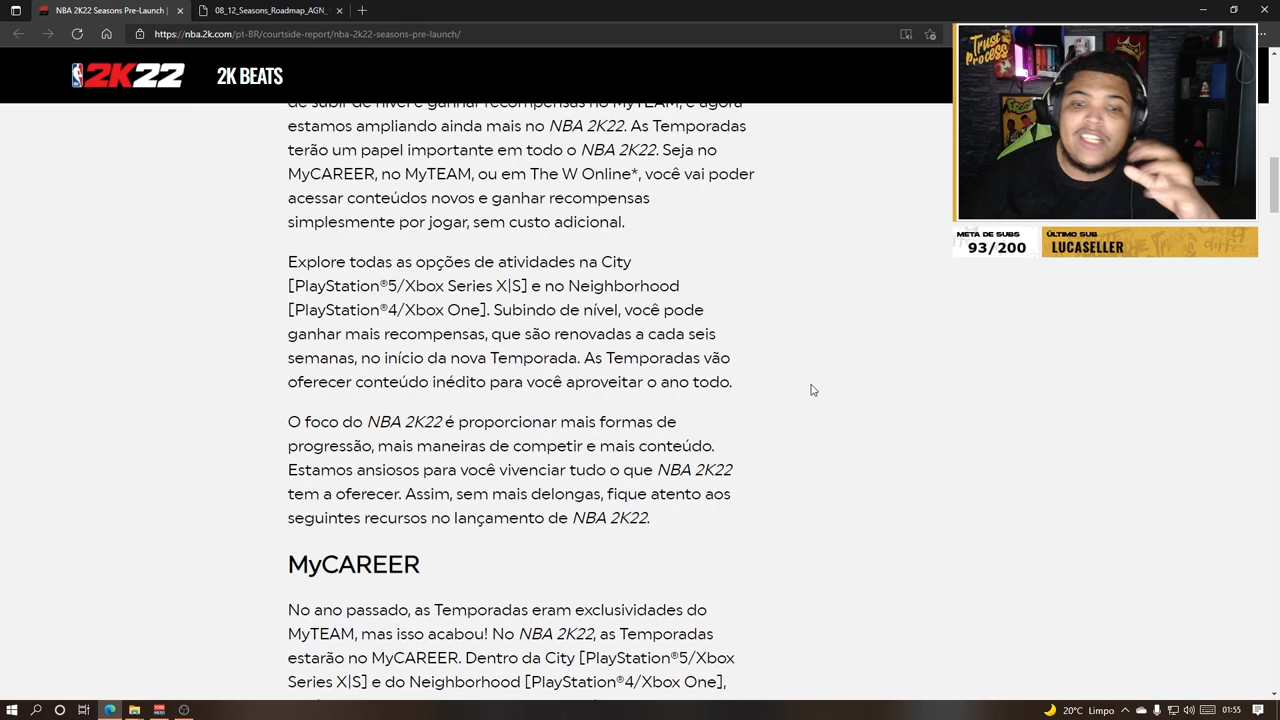 NBA 2K22 Seasons Pre-Launch |
08_12_Seasons_Roadmap_AGN_
https://nba.2k.com/pt-BR/courtside-report/nba-2k22-seasons-pre-launch/
2K22
2K BEATS
de subir de nível e ganhar recompensas no MyTEAM, e agora
estamos ampliando ainda mais no NBA 2K22. As Temporadas
terão um papel importante em todo o NBA 2K22. Seja no
MyCAREER, no MyTEAM, ou em The W Online*, você vai poder
acessar conteúdos novos e ganhar recompensas
simplesmente por jogar, sem custo adicional.
Explore todas as opções de atividades na City
[PlayStation®5/Xbox Series X|S] e no Neighborhood
[PlayStation®4/Xbox One]. Subindo de nível, você pode
ganhar mais recompensas, que são renovadas a cada seis
semanas, no início da nova Temporada. As Temporadas vão
oferecer conteúdo inédito para você aproveitar o ano todo.
O foco do NBA 2K22 é proporcionar mais formas de
progressão, mais maneiras de competir e mais conteúdo.
Estamos ansiosos para você vivenciar tudo o que NBA 2K22
tem a oferecer. Assim, sem mais delongas, fique atento aos
seguintes recursos no lançamento de NBA 2K22.
MyCAREER
No ano passado, as Temporadas eram exclusividades do
MyTEAM, mas isso acabou! No NBA 2K22, as Temporadas
estarão no MyCAREER. Dentro da City [PlayStation®5/Xbox
Series X|S] e do Neighborhood [PlayStation®4/Xbox One],
Trust
Process
META DE SUBS
93/200
ÚLTIMO SUB
LUCASELLER
20°C Limpo
01:55